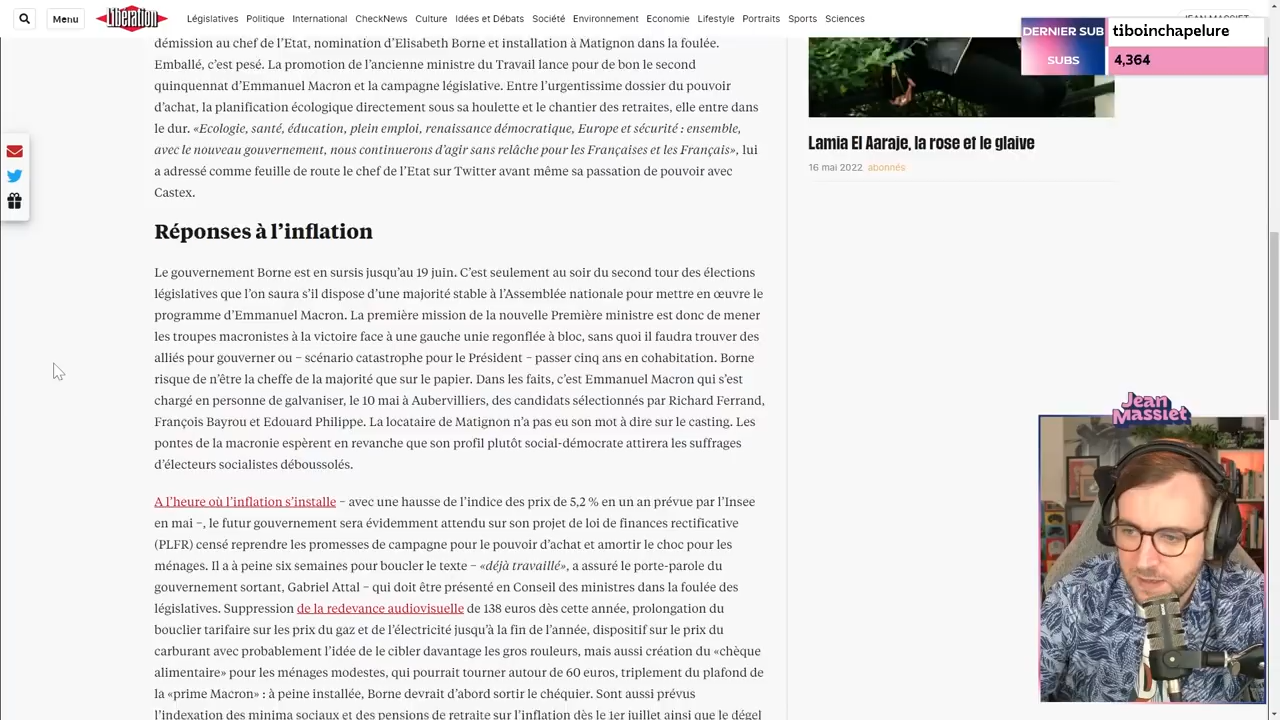 Menu
Libération
Législatives Politique International CheckNews Culture Idées et Débats Société Environnement Economie Lifestyle Portraits Sports Sciences
JEAN MASSIET
DERNIER SUB tiboinchapelure
SUBS 4,364
démission au chef de l'Etat, nomination d'Elisabeth Borne et installation à Matignon dans la foulée.
Emballé, c'est pesé. La promotion de l'ancienne ministre du Travail lance pour de bon le second
quinquennat d'Emmanuel Macron et la campagne législative. Entre l'urgentissime dossier du pouvoir
d'achat, la planification écologique directement sous sa houlette et le chantier des retraites, elle entre dans
le dur. «Ecologie, santé, éducation, plein emploi, renaissance démocratique, Europe et sécurité : ensemble,
avec le nouveau gouvernement, nous continuerons d'agir sans relâche pour les Françaises et les Français», lui
a adressé comme feuille de route le chef de l'Etat sur Twitter avant même sa passation de pouvoir avec
Castex.
Réponses à l'inflation
Le gouvernement Borne est en sursis jusqu'au 19 juin. C'est seulement au soir du second tour des élections
législatives que l'on saura s'il dispose d'une majorité stable à l'Assemblée nationale pour mettre en œuvre le
programme d'Emmanuel Macron. La première mission de la nouvelle Première ministre est donc de mener
les troupes macronistes à la victoire face à une gauche unie regonflée à bloc, sans quoi il faudra trouver des
alliés pour gouverner ou – scénario catastrophe pour le Président – passer cinq ans en cohabitation. Borne
risque de n'être la cheffe de la majorité que sur le papier. Dans les faits, c'est Emmanuel Macron qui s'est
chargé en personne de galvaniser, le 10 mai à Aubervilliers, des candidats sélectionnés par Richard Ferrand,
François Bayrou et Edouard Philippe. La locataire de Matignon n'a pas eu son mot à dire sur le casting. Les
pontes de la macronie espèrent en revanche que son profil plutôt social-démocrate attirera les suffrages
d'électeurs socialistes déboussolés.
A l'heure où l'inflation s'installe – avec une hausse de l'indice des prix de 5,2 % en un an prévue par l'Insee
en mai –, le futur gouvernement sera évidemment attendu sur son projet de loi de finances rectificative
(PLFR) censé reprendre les promesses de campagne pour le pouvoir d'achat et amortir le choc pour les
ménages. Il a à peine six semaines pour boucler le texte – «déjà travaillé», a assuré le porte-parole du
gouvernement sortant, Gabriel Attal – qui doit être présenté en Conseil des ministres dans la foulée des
législatives. Suppression de la redevance audiovisuelle de 138 euros dès cette année, prolongation du
bouclier tarifaire sur les prix du gaz et de l'électricité jusqu'à la fin de l'année, dispositif sur le prix du
carburant avec probablement l'idée de le cibler davantage les gros rouleurs, mais aussi création du «chèque
alimentaire» pour les ménages modestes, qui pourrait tourner autour de 60 euros, triplement du plafond de
la «prime Macron» : à peine installée, Borne devrait d'abord sortir le chéquier. Sont aussi prévus
l'indexation des minima sociaux et des pensions de retraite sur l'inflation dès le 1er juillet ainsi que le dégel
Lamia El Aaraje, la rose et le glaive
16 mai 2022 abonnés
Jean
Massiet